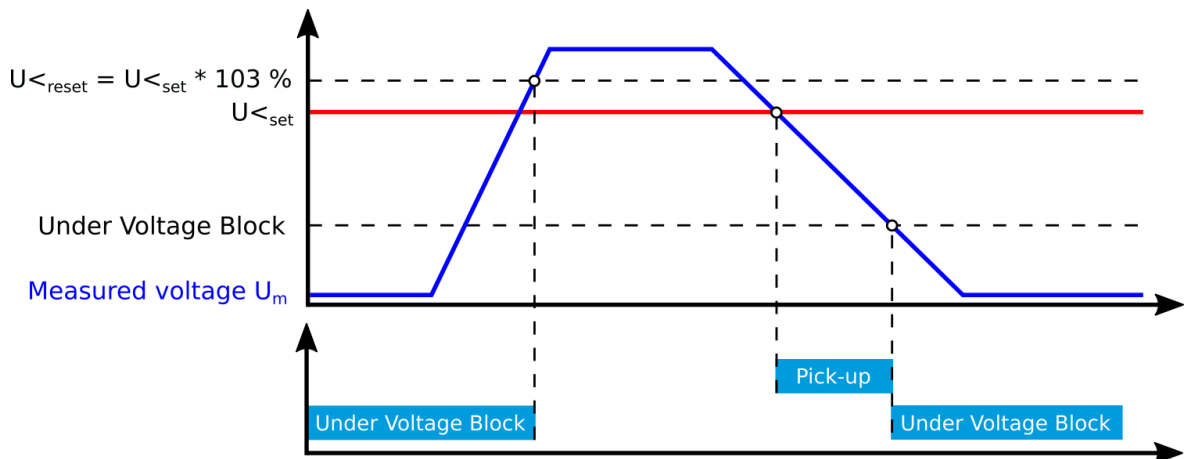 U<reset = U<set * 103 %
U<set
Under Voltage Block
Measured voltage Um
Pick-up
Under Voltage Block
Under Voltage Block